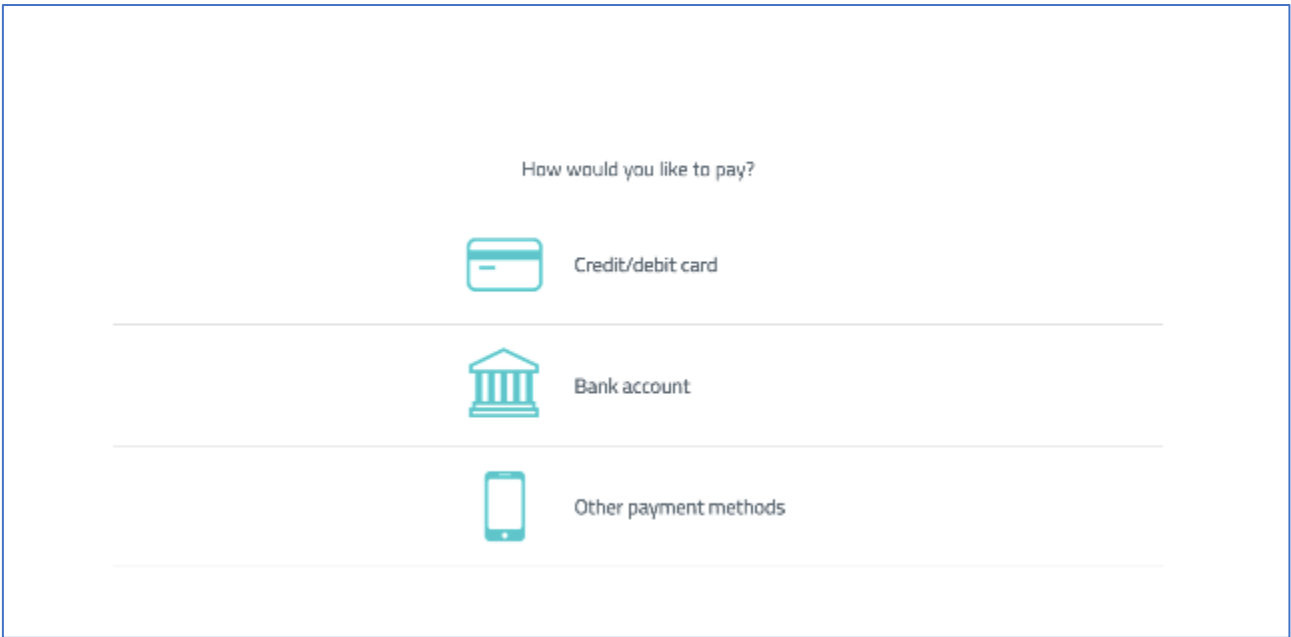 How would you like to pay?
Credit/debit card
Bank account
Other payment methods